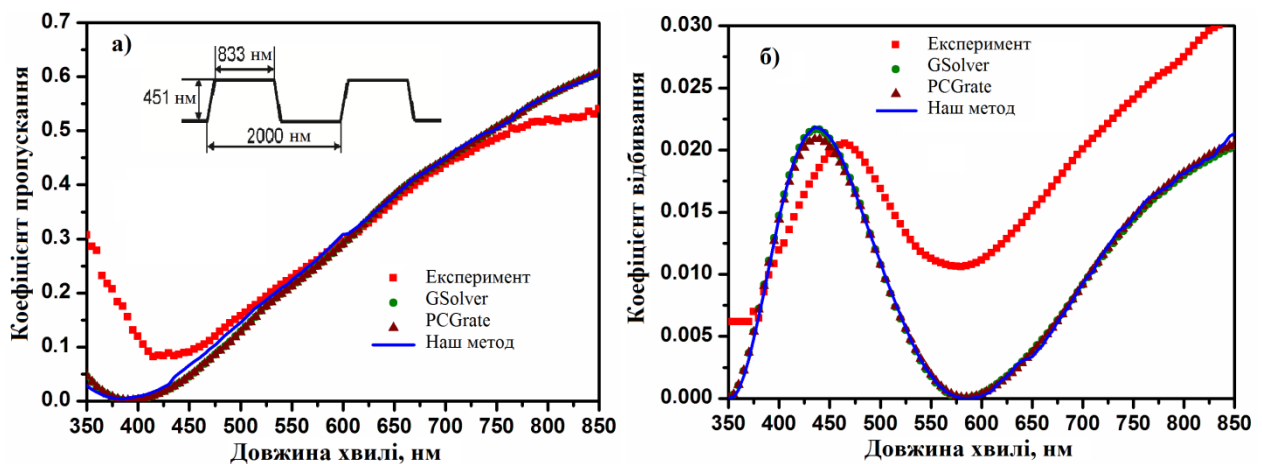 а)
833 нм
451 нм
2000 нм
Коефіцієнт пропускання
0.7
0.6
0.5
0.4
0.3
0.2
0.1
0.0
Експеримент
GSolver
PCGrate
Наш метод
350 400 450 500 550 600 650 700 750 800 850
Довжина хвилі, нм
б)
Коефіцієнт відбивання
0.030
0.025
0.020
0.015
0.010
0.005
0.000
Експеримент
GSolver
PCGrate
Наш метод
350 400 450 500 550 600 650 700 750 800 850
Довжина хвилі, нм